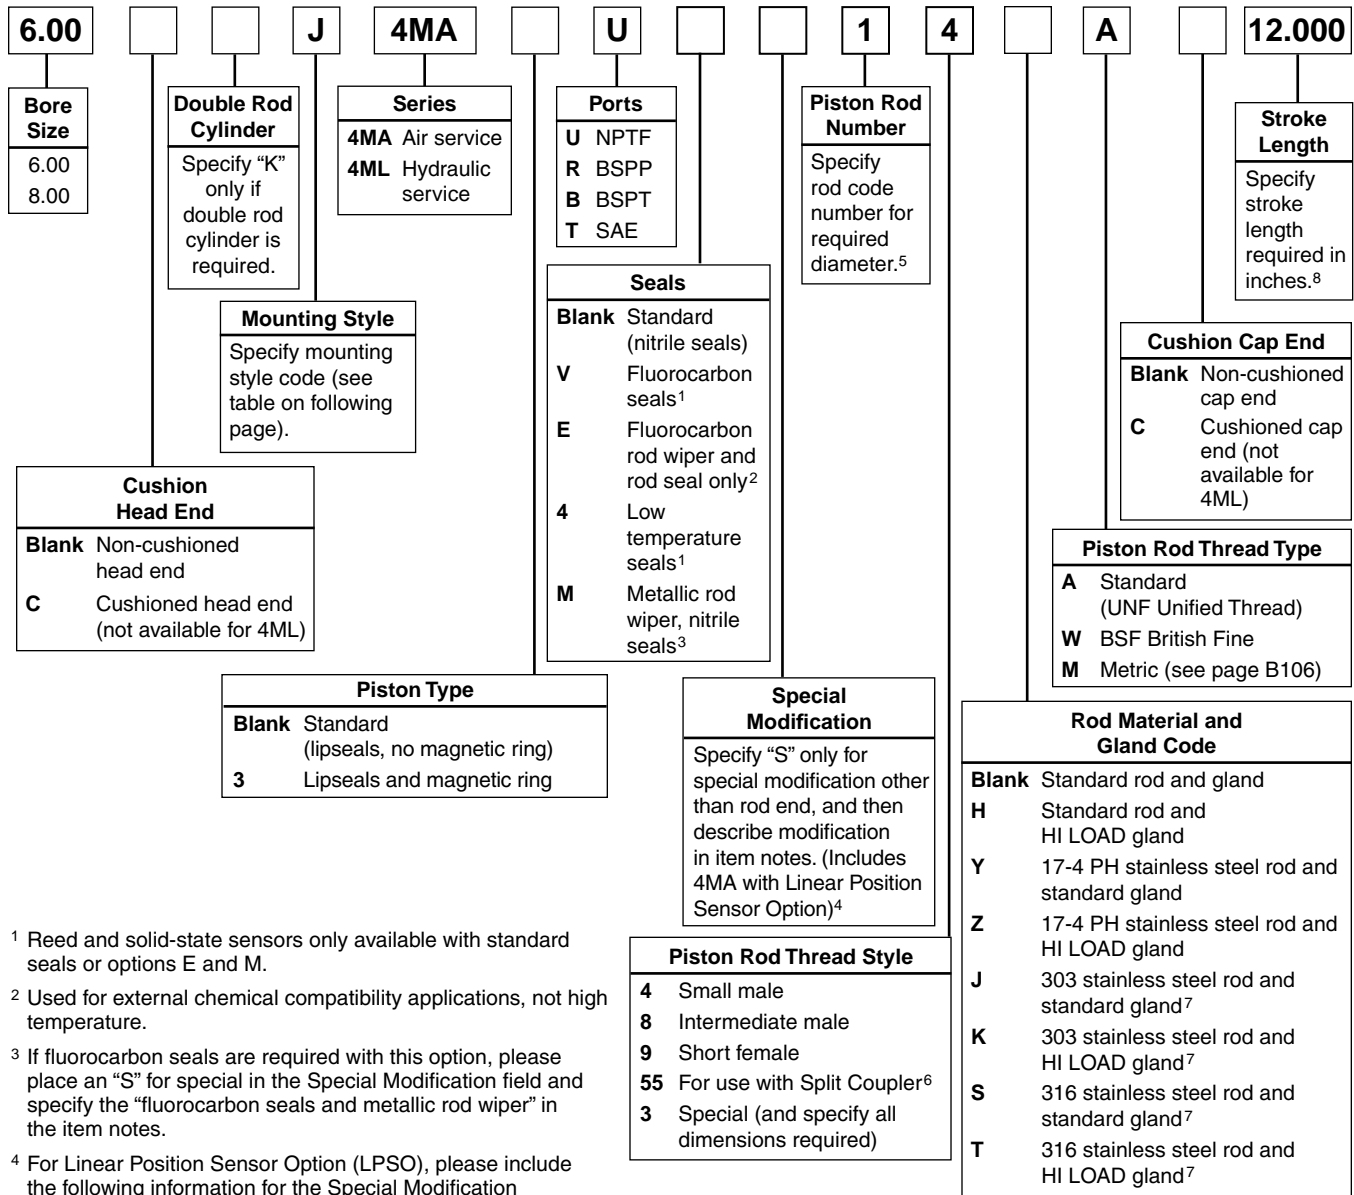 6.00 J 4MA U 1 4 A 12.000
Bore
Size
6.00
8.00
Double Rod
Cylinder
Specify “K”
only if
double rod
cylinder is
required.
Series
4MA Air service
4ML Hydraulic
service
Ports
U NPTF
R BSPP
B BSPT
T SAE
Piston Rod
Number
Specify
rod code
number for
required
diameter.5
Stroke
Length
Specify
stroke
length
required in
inches.8
Mounting Style
Specify mounting
style code (see
table on following
page).
Seals
Blank Standard
(nitrile seals)
V Fluorocarbon
seals1
E Fluorocarbon
rod wiper and
rod seal only2
4 Low
temperature
seals1
M Metallic rod
wiper, nitrile
seals3
Cushion Cap End
Blank Non-cushioned
cap end
C Cushioned cap
end (not
available for
4ML)
Cushion
Head End
Blank Non-cushioned
head end
C Cushioned head end
(not available for 4ML)
Piston Rod Thread Type
A Standard
(UNF Unified Thread)
W BSF British Fine
M Metric (see page B106)
Piston Type
Blank Standard
(lipseals, no magnetic ring)
3 Lipseals and magnetic ring
Special
Modification
Specify “S” only for
special modification other
than rod end, and then
describe modification
in item notes. (Includes
4MA with Linear Position
Sensor Option)4
Rod Material and
Gland Code
Blank Standard rod and gland
H Standard rod and
HI LOAD gland
Y 17-4 PH stainless steel rod and
standard gland
Z 17-4 PH stainless steel rod and
HI LOAD gland
J 303 stainless steel rod and
standard gland7
K 303 stainless steel rod and
HI LOAD gland7
S 316 stainless steel rod and
standard gland7
T 316 stainless steel rod and
HI LOAD gland7
Piston Rod Thread Style
4 Small male
8 Intermediate male
9 Short female
55 For use with Split Coupler6
3 Special (and specify all
dimensions required)
1 Reed and solid-state sensors only available with standard
seals or options E and M.
2 Used for external chemical compatibility applications, not high
temperature.
3 If fluorocarbon seals are required with this option, please
place an “S” for special in the Special Modification field and
specify the “fluorocarbon seals and metallic rod wiper” in
the item notes.
4 For Linear Position Sensor Option (LPSO), please include
the following information for the Special Modification